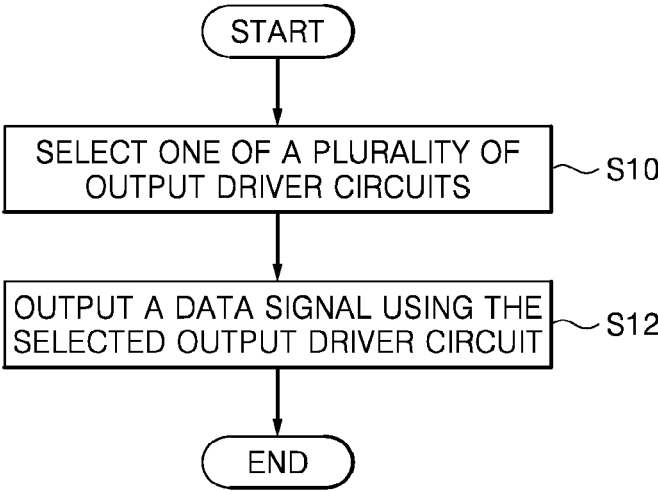 START
SELECT ONE OF A PLURALITY OF
OUTPUT DRIVER CIRCUITS
S10
OUTPUT A DATA SIGNAL USING THE
SELECTED OUTPUT DRIVER CIRCUIT
S12
END